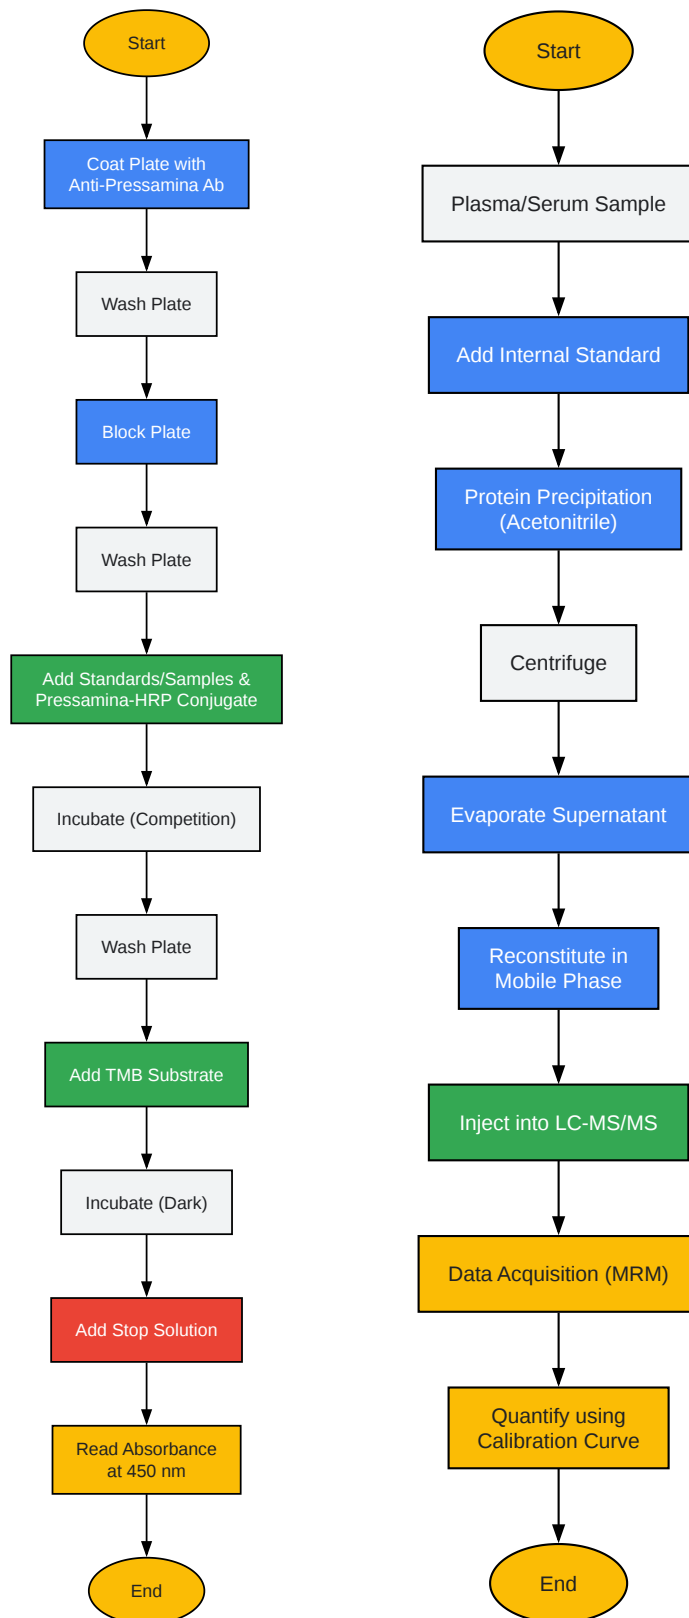 Start
Coat Plate with
Anti-Pressamina Ab
Wash Plate
Block Plate
Wash Plate
Add Standards/Samples &
Pressamina-HRP Conjugate
Incubate (Competition)
Wash Plate
Add TMB Substrate
Incubate (Dark)
Add Stop Solution
Read Absorbance
at 450 nm
End
Start
Plasma/Serum Sample
Add Internal Standard
Protein Precipitation
(Acetonitrile)
Centrifuge
Evaporate Supernatant
Reconstitute in
Mobile Phase
Inject into LC-MS/MS
Data Acquisition (MRM)
Quantify using
Calibration Curve
End